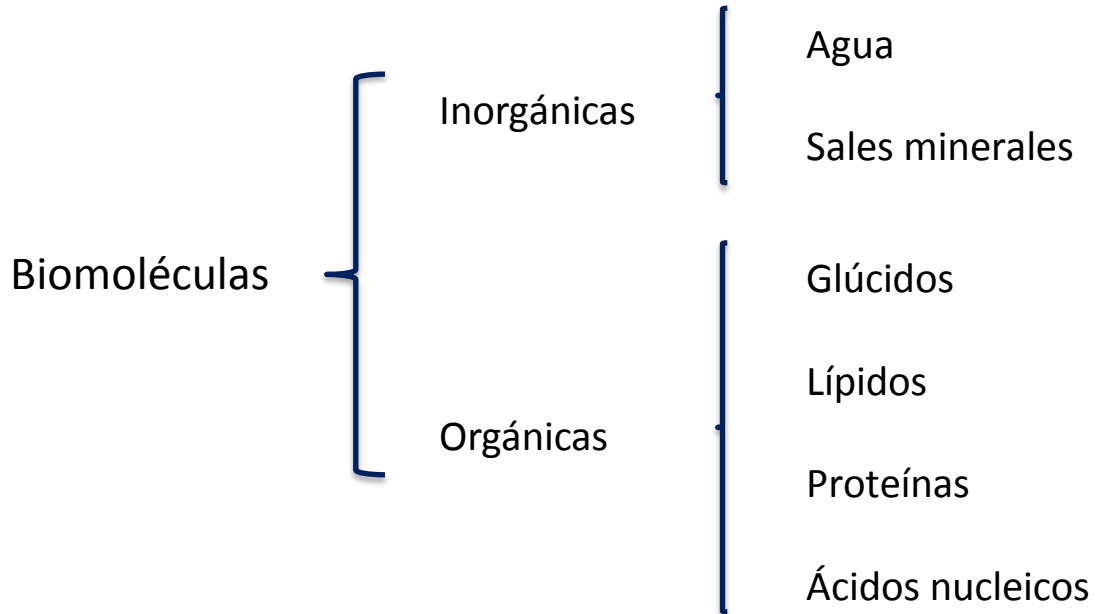 Biomoléculas
Inorgánicas
Agua
Sales minerales
Orgánicas
Glúcidos
Lípidos
Proteínas
Ácidos nucleicos